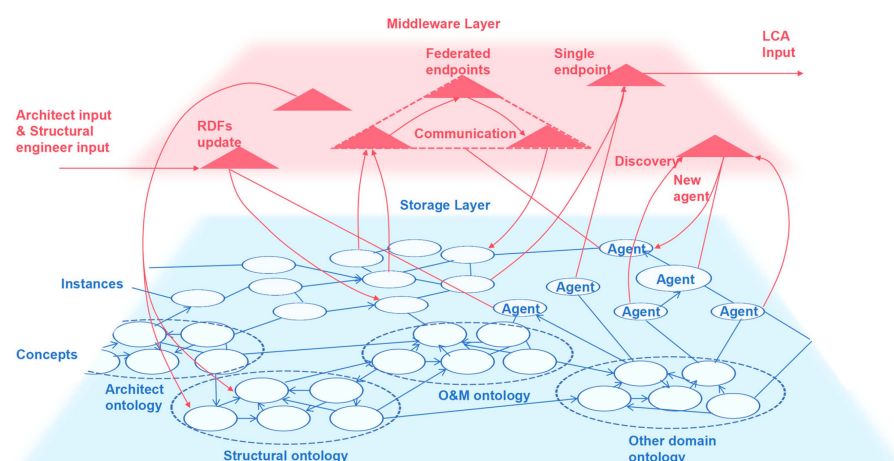 Middleware Layer
LCA
Input
Federated
endpoints
Single
endpoint
Architect input
& Structural
engineer input
RDFs
update
Communication
Discovery
New
agent
Storage Layer
Agent
Instances
Agent
Agent
Agent
Agent
Agent
Concepts
Architect
ontology
O&M ontology
Structural ontology
Other domain
ontology